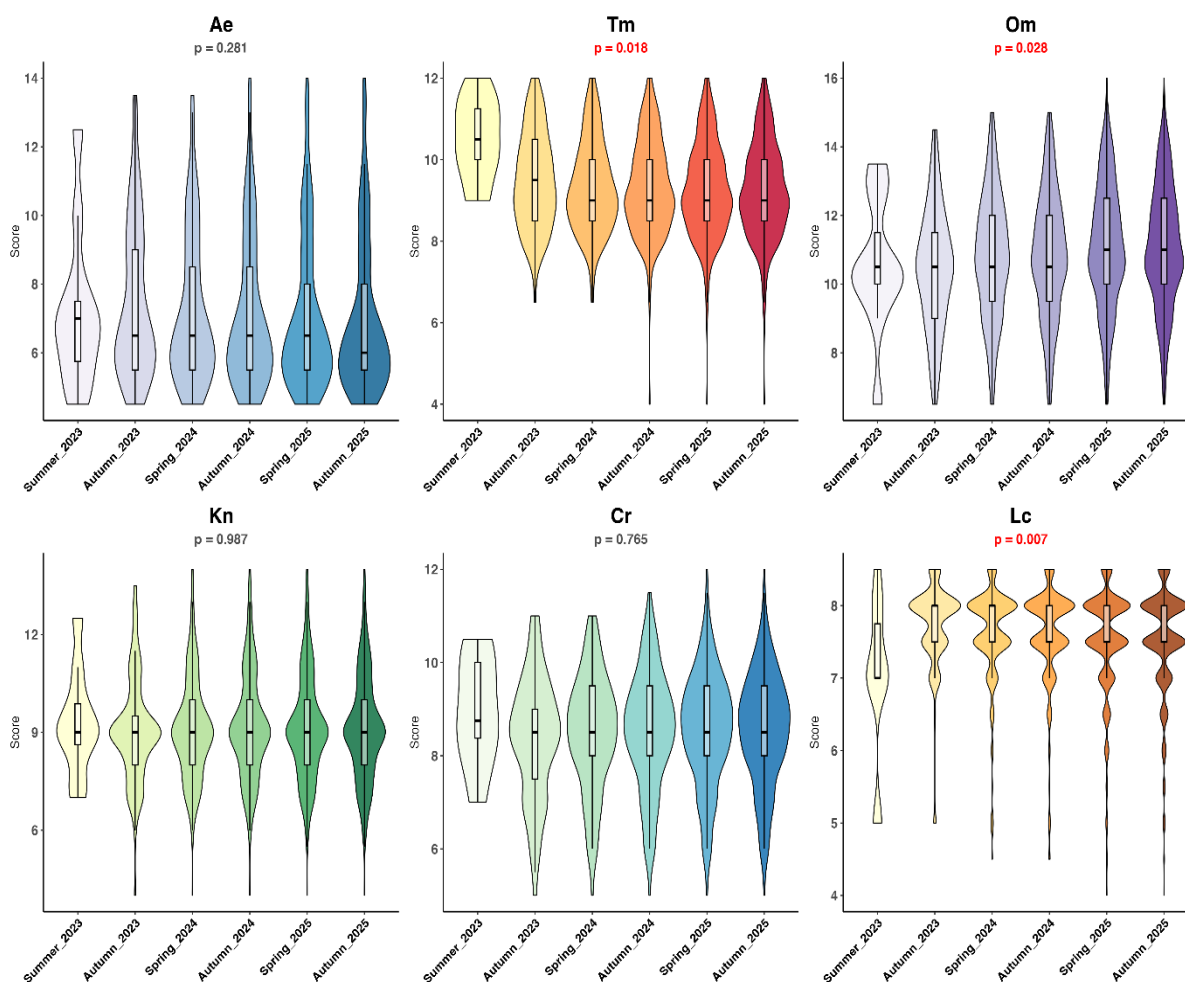 Ae
p = 0.281
Score
14
12
10
8
6
Summer_2023
Autumn_2023
Spring_2024
Autumn_2024
Spring_2025
Autumn_2025
Tm
p = 0.018
Score
12
10
8
6
4
Summer_2023
Autumn_2023
Spring_2024
Autumn_2024
Spring_2025
Autumn_2025
Om
p = 0.028
Score
16
14
12
10
8
Summer_2023
Autumn_2023
Spring_2024
Autumn_2024
Spring_2025
Autumn_2025
Kn
p = 0.987
Score
12
9
6
Summer_2023
Autumn_2023
Spring_2024
Autumn_2024
Spring_2025
Autumn_2025
Cr
p = 0.765
Score
12
10
8
6
Summer_2023
Autumn_2023
Spring_2024
Autumn_2024
Spring_2025
Autumn_2025
Lc
p = 0.007
Score
8
7
6
5
4
Summer_2023
Autumn_2023
Spring_2024
Autumn_2024
Spring_2025
Autumn_2025